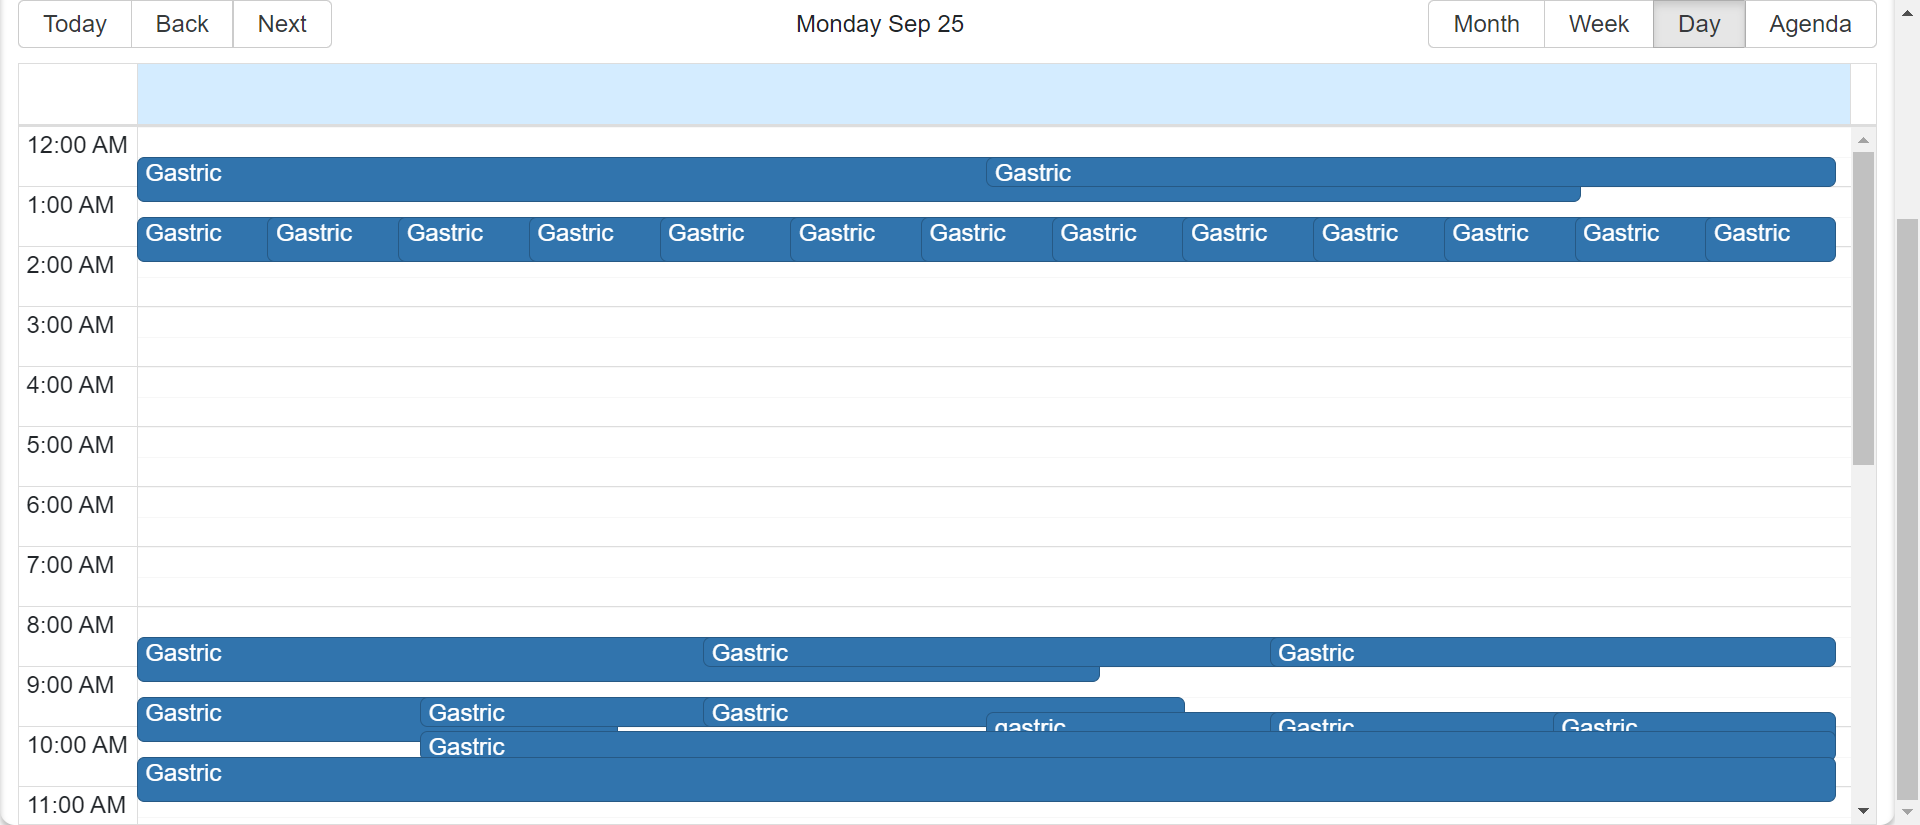 Today Back Next Monday Sep 25 Month Week Day Agenda
12:00 AM
Gastric Gastric
1:00 AM
Gastric Gastric Gastric Gastric Gastric Gastric Gastric Gastric Gastric Gastric Gastric Gastric Gastric
2:00 AM
3:00 AM
4:00 AM
5:00 AM
6:00 AM
7:00 AM
8:00 AM
Gastric Gastric Gastric
9:00 AM
Gastric Gastric Gastric
gastric Gastric Gastric
10:00 AM Gastric
Gastric
11:00 AM